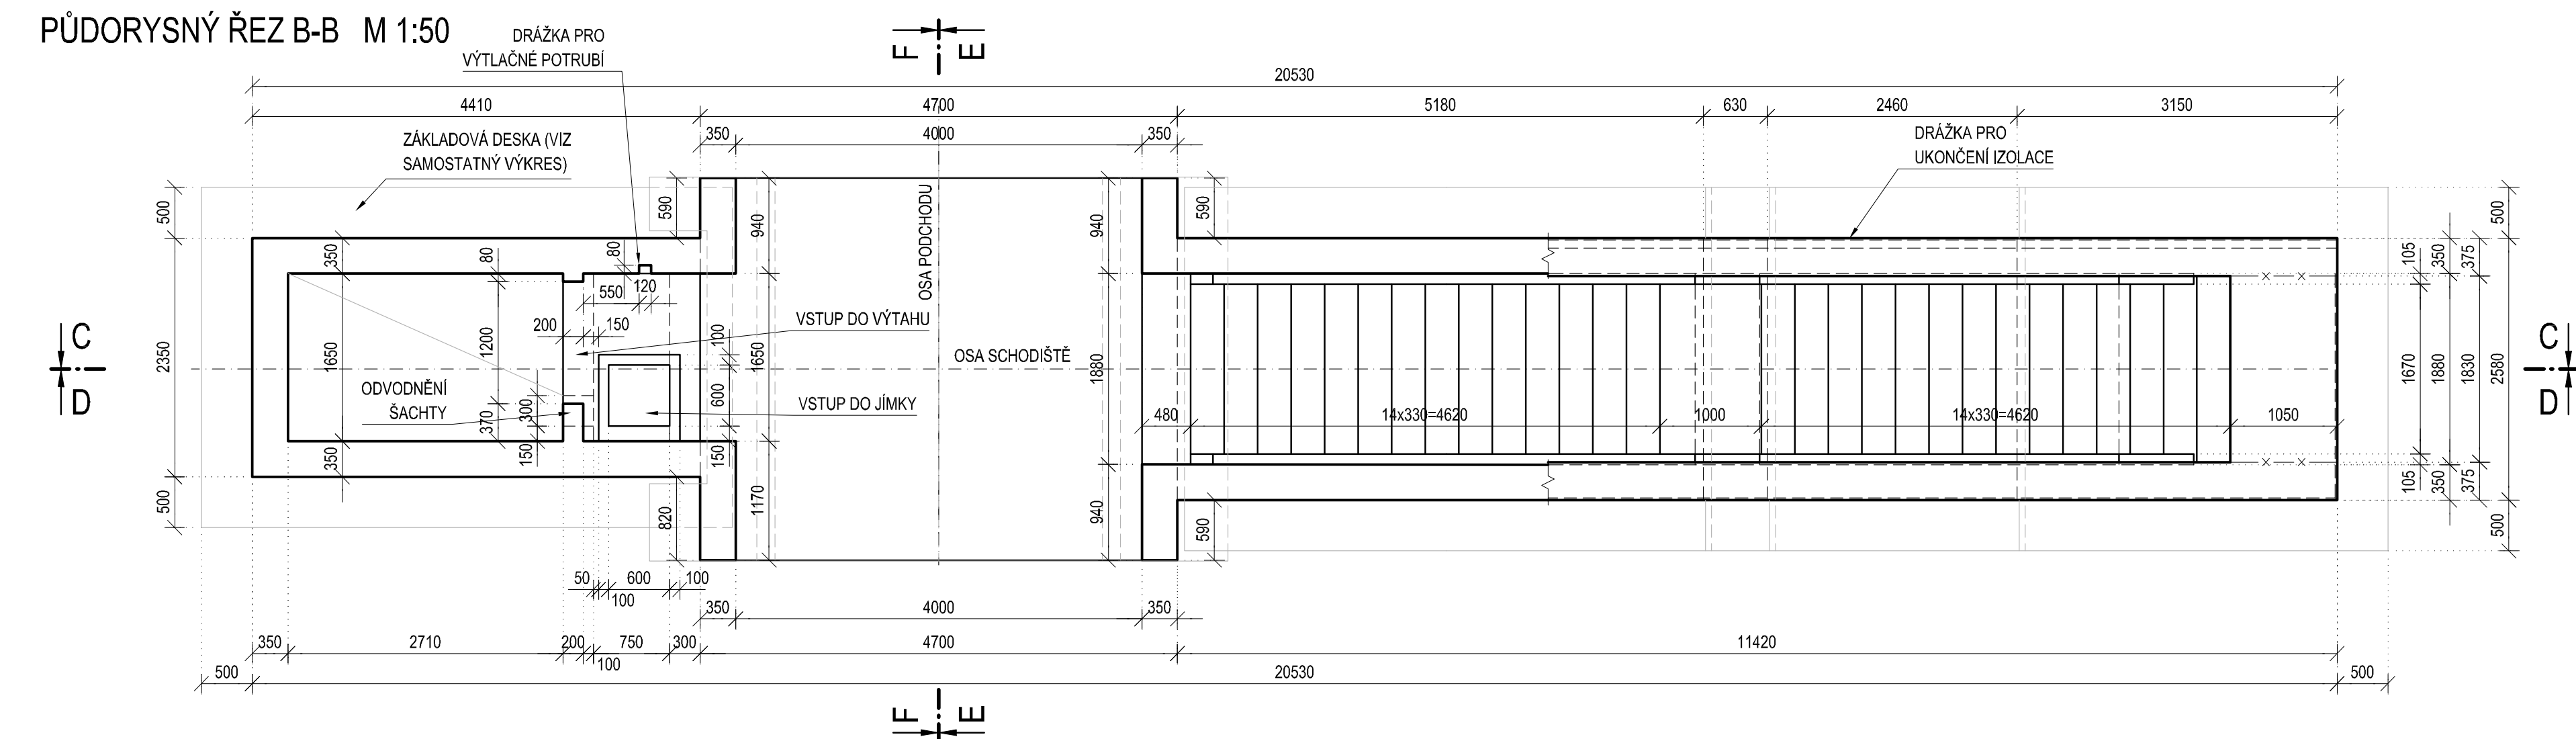 PŮDORYSNÝ ŘEZ B-B M 1:50
DRÁŽKA PRO
VÝTLAČNÉ POTRUBÍ
F E
20530
4410 4700 5180 630 2460 3150
350 4000 350
ZÁKLADOVÁ DESKA (VIZ
SAMOSTATNÝ VÝKRES)
DRÁŽKA PRO
UKONČENÍ IZOLACE
500 2350 500
350 1650 350
80 1200 370
80
550 120
200 150
300 150
590 820
940 1650 1170
100 600 150
OSA PODCHODU
VSTUP DO VÝTAHU
OSA SCHODIŠTĚ
ODVODNĚNÍ
ŠACHTY
VSTUP DO JÍMKY
940 1880 940
590 590
480 14x330=4620 1000 14x330=4620 1050
105 1670 105
350 1880 350
375 1830 375
500 2580 500
C
D
C
D
50 600 100
100
350 4000 350
350 2710 200 750 300 4700 11420
100
500 20530 500
F E